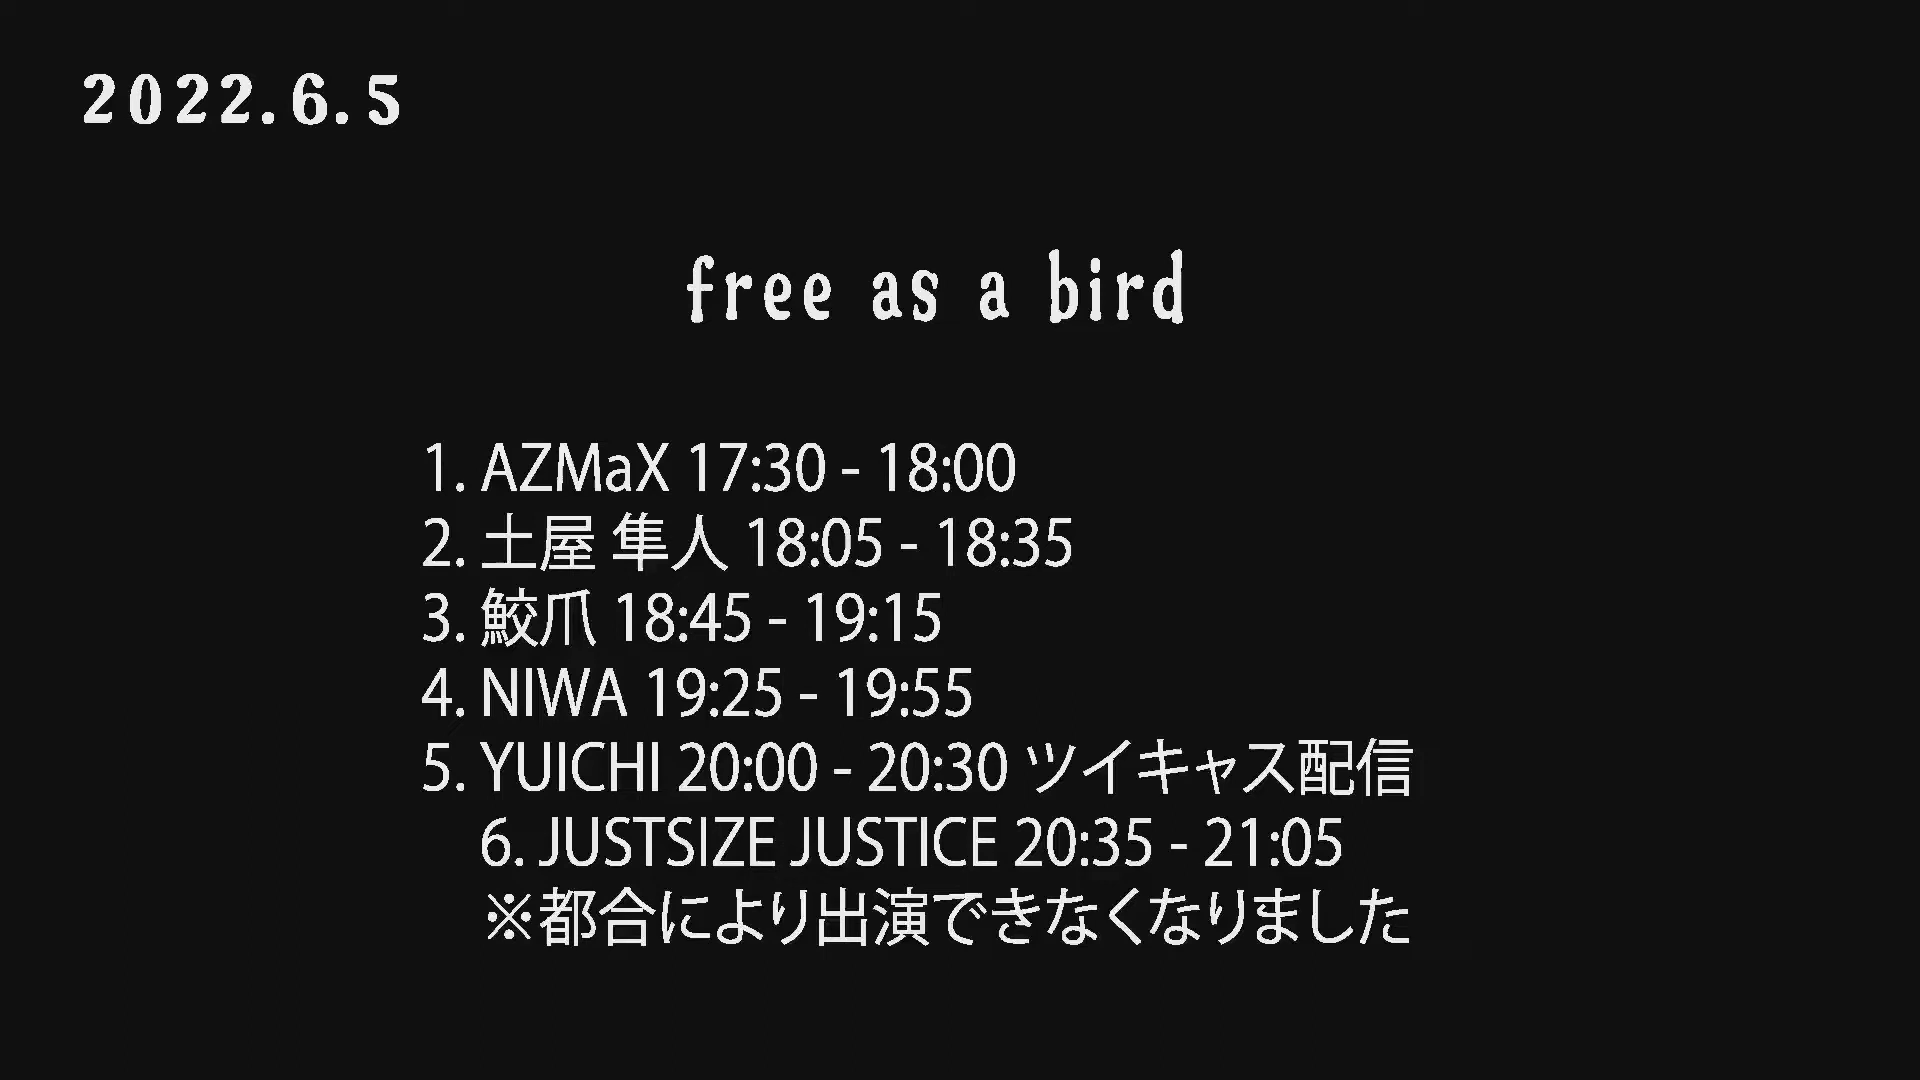 2022.6.5
free as a bird
1. AZMaX 17:30 - 18:00
2. 土屋 隼人 18:05 - 18:35
3. 鮫爪 18:45 - 19:15
4. NIWA 19:25 - 19:55
5. YUICHI 20:00 - 20:30 ツイキャス配信
6. JUSTSIZE JUSTICE 20:35 - 21:05
※都合により出演できなくなりました